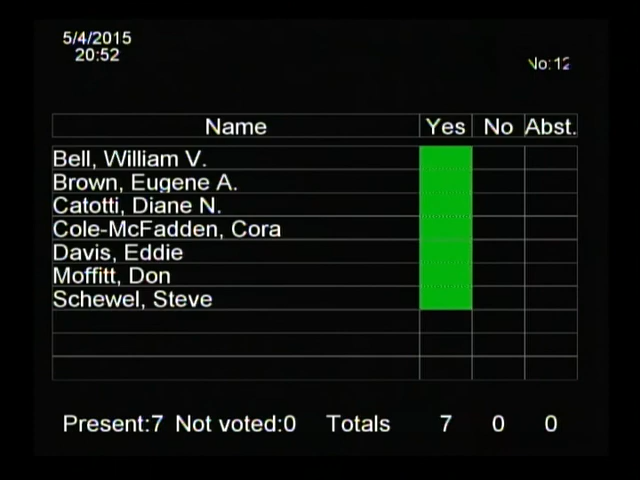 5/4/2015
20:52
No:12
Name Yes No Abst.
Bell, William V.
Brown, Eugene A.
Catotti, Diane N.
Cole-McFadden, Cora
Davis, Eddie
Moffitt, Don
Schewel, Steve
Present:7 Not voted:0 Totals 7 0 0